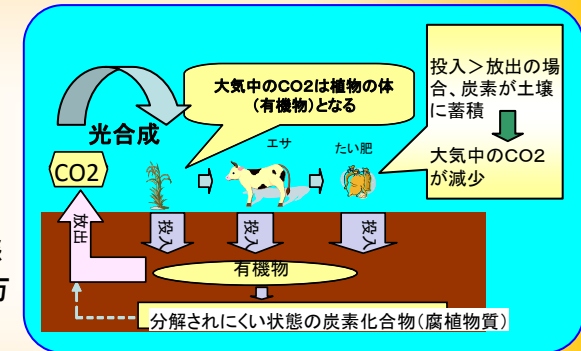 大気中のCO2は植物の体
(有機物)となる
投入>放出の場
合、炭素が土壌
に蓄積
大気中のCO2
が減少
光合成
エサ
たい肥
CO2
放出
投入
投入
投入
有機物
分解されにくい状態の炭素化合物(腐植物質)